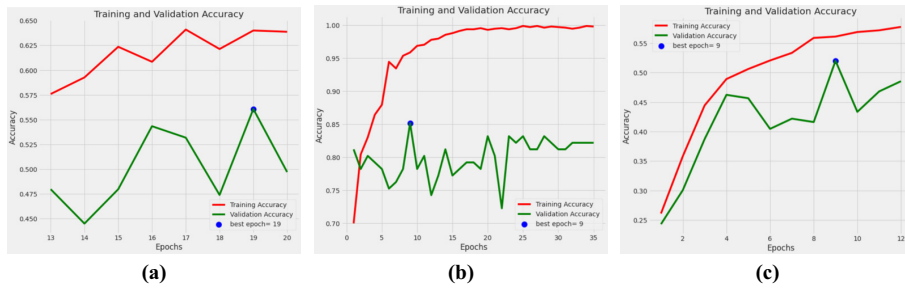 Training and Validation Accuracy
Accuracy
0.650
0.625
0.600
0.575
0.550
0.525
0.500
0.475
0.450
Training Accuracy
Validation Accuracy
best epoch= 19
13 14 15 16 17 18 19 20
Epochs
(a)
Training and Validation Accuracy
Accuracy
1.00
0.95
0.90
0.85
0.80
0.75
0.70
Training Accuracy
Validation Accuracy
best epoch= 9
0 5 10 15 20 25 30 35
Epochs
(b)
Training and Validation Accuracy
Training Accuracy
Validation Accuracy
best epoch= 9
Accuracy
0.55
0.50
0.45
0.40
0.35
0.30
0.25
2 4 6 8 10 12
Epochs
(c)